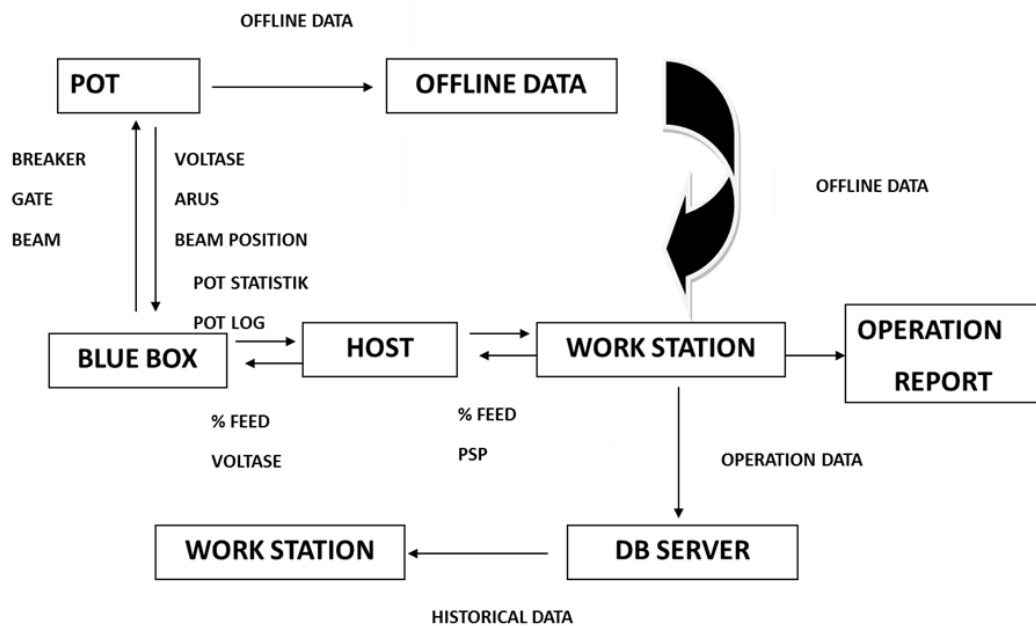 OFFLINE DATA
POT
OFFLINE DATA
BREAKER
GATE
BEAM
VOLTASE
ARUS
BEAM POSITION
OFFLINE DATA
POT STATISTIK
POT LOG
BLUE BOX
HOST
WORK STATION
OPERATION
REPORT
% FEED
VOLTASE
% FEED
PSP
OPERATION DATA
WORK STATION
DB SERVER
HISTORICAL DATA